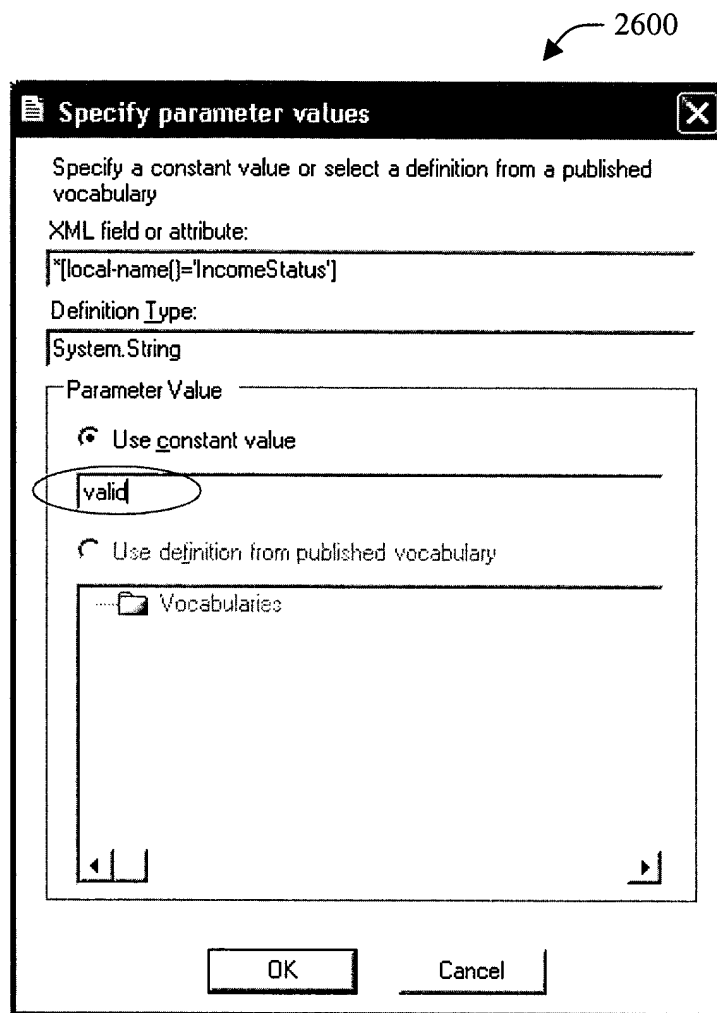 2600
Specify parameter values
Specify a constant value or select a definition from a published
vocabulary
XML field or attribute:
*[local-name()='IncomeStatus']
Definition Type:
System.String
Parameter Value
Use constant value
valid
Use definition from published vocabulary
Vocabularies
OK
Cancel